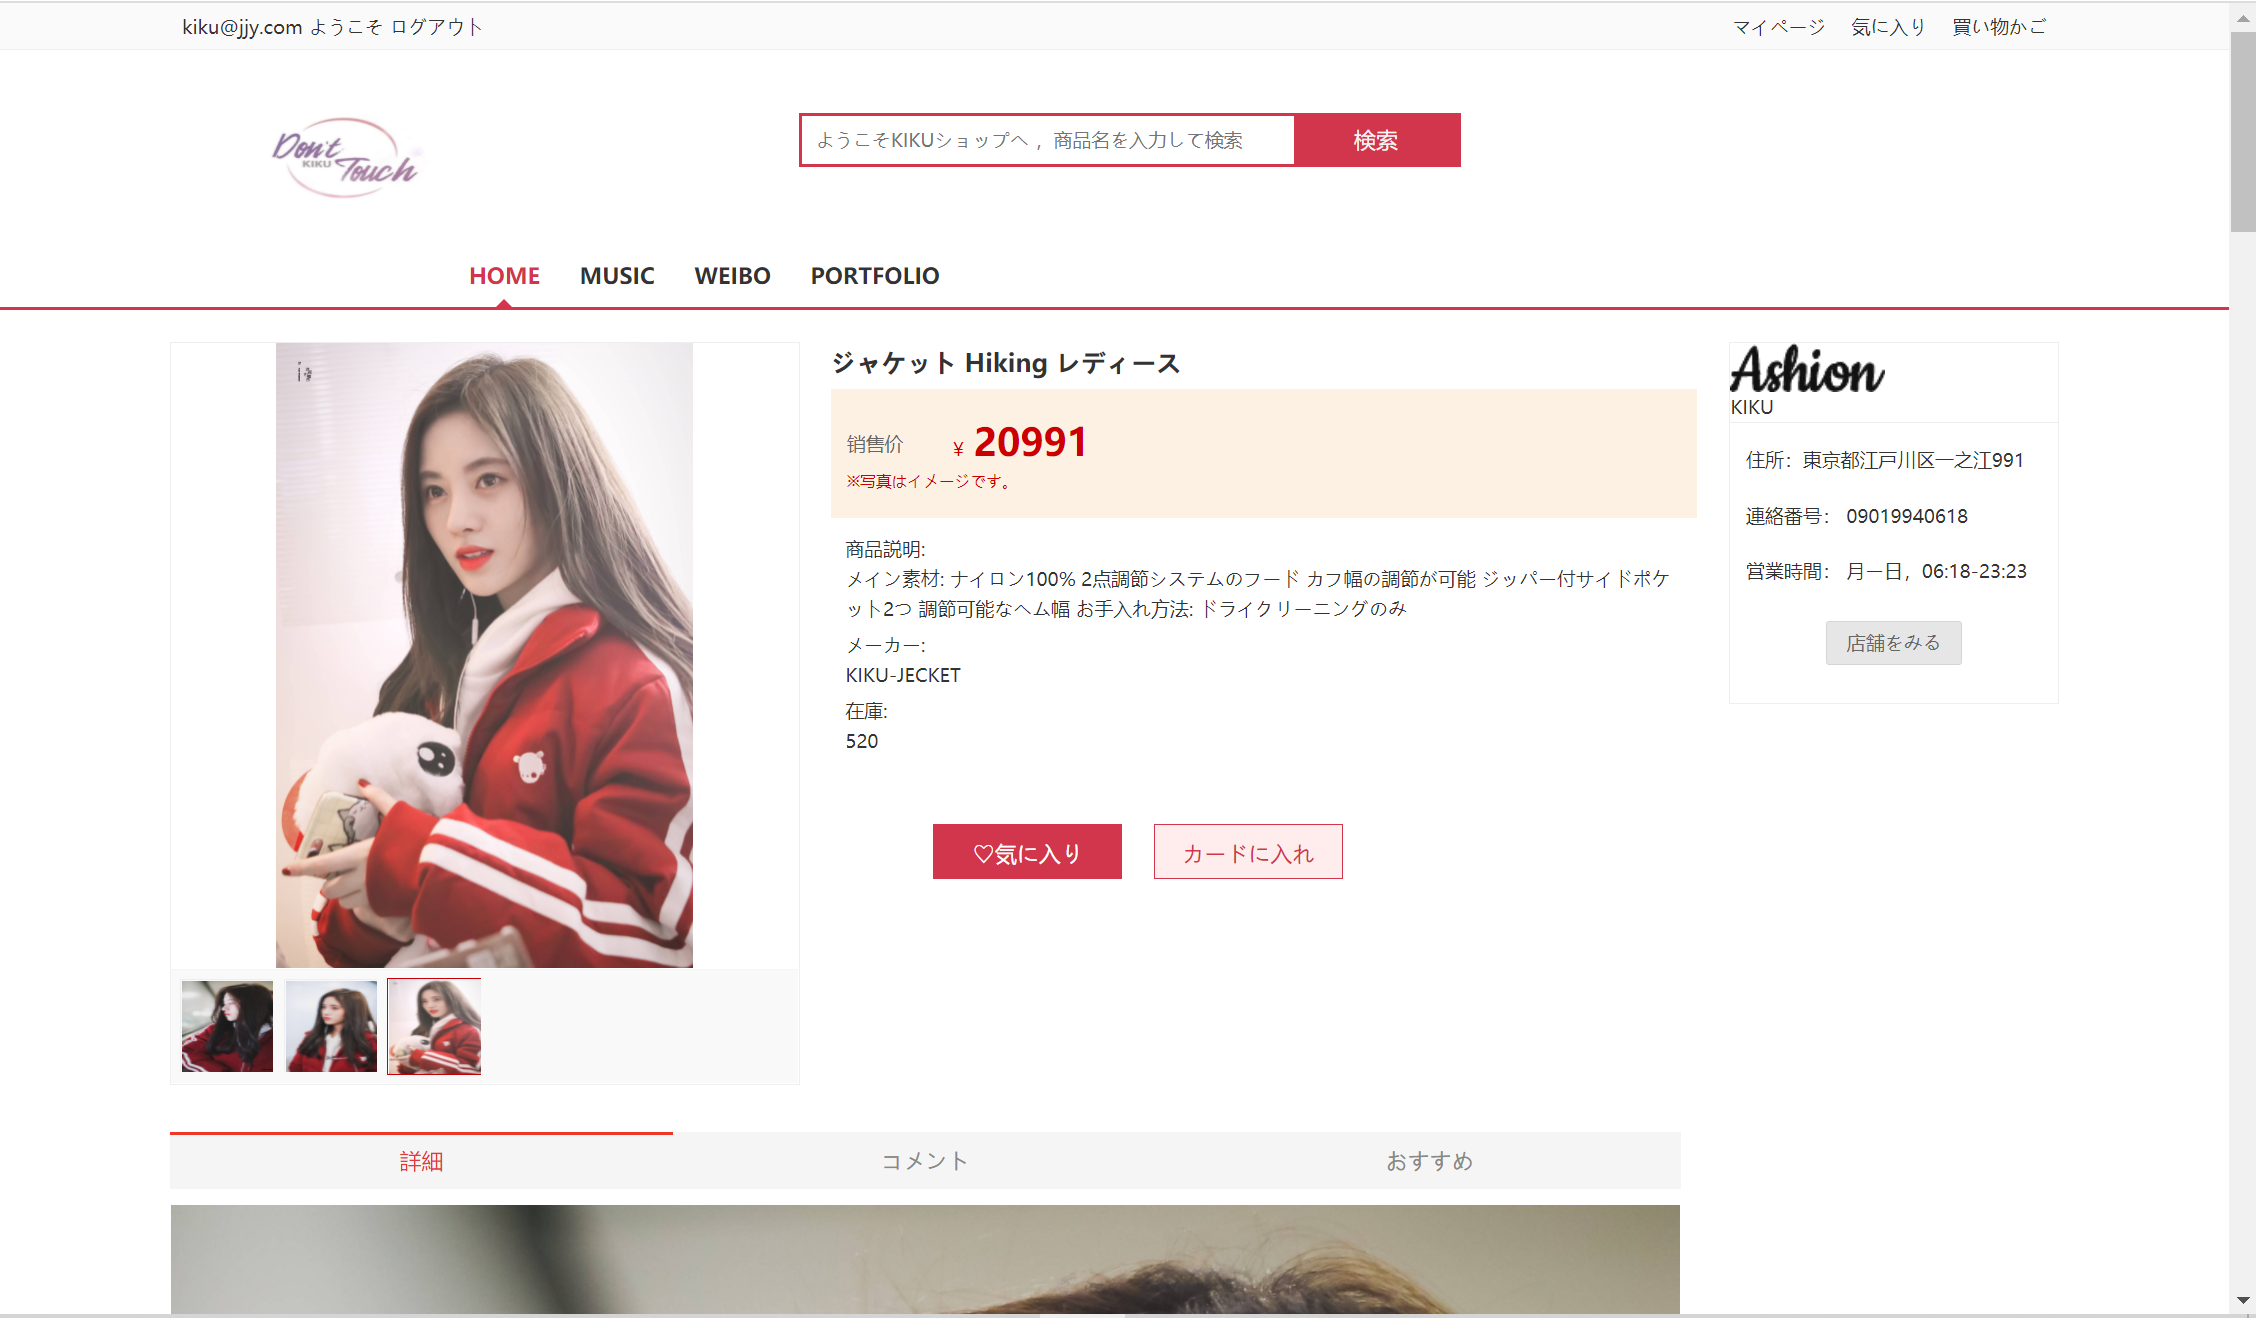 kiku@jjy.com ようこそ ログアウト
マイページ 気に入り 買い物かご
Don't
KIKU
Touch
ようこそKIKUショップへ ，商品名を入力して検索
検索
HOME MUSIC WEIBO PORTFOLIO
ジャケット Hiking レディース
销售价 ¥ 20991
※写真はイメージです。
商品説明:
メイン素材: ナイロン100% 2点調節システムのフード カフ幅の調節が可能 ジッパー付サイドポケ
ット2つ 調節可能なヘム幅 お手入れ方法: ドライクリーニングのみ
メーカー:
KIKU-JECKET
在庫:
520
♡気に入り カードに入れ
Ashion
KIKU
住所：東京都江戸川区一之江991
連絡番号： 09019940618
営業時間： 月ー日，06:18-23:23
店舗をみる
詳細 コメント おすすめ